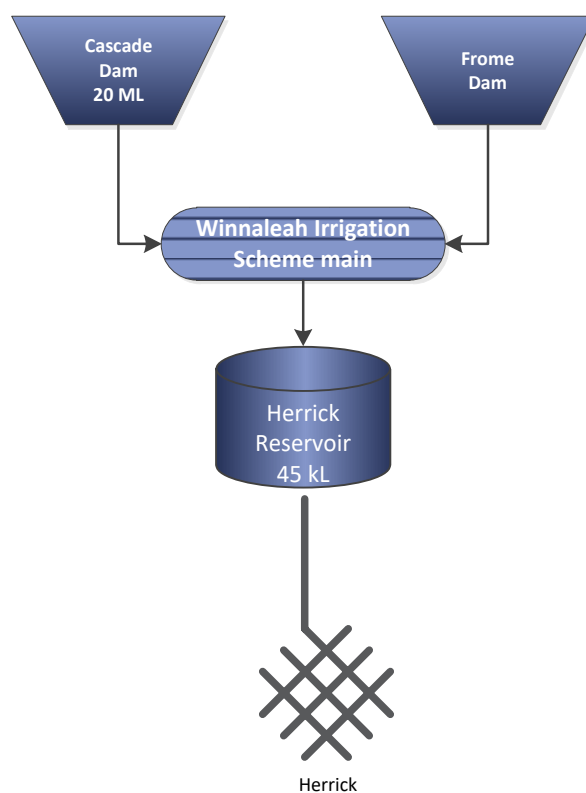 Cascade
Dam
20 ML
Frome
Dam
Winnaleah Irrigation
Scheme main
Herrick
Reservoir
45 kL
Herrick